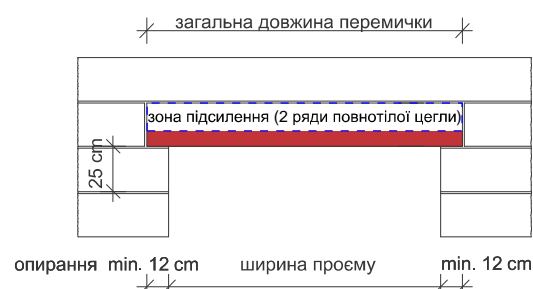 загальна довжина перемички
зона підсилення (2 ряди повнотілої цегли)
25 cm
опирання min. 12 cm ширина проєму min. 12 cm